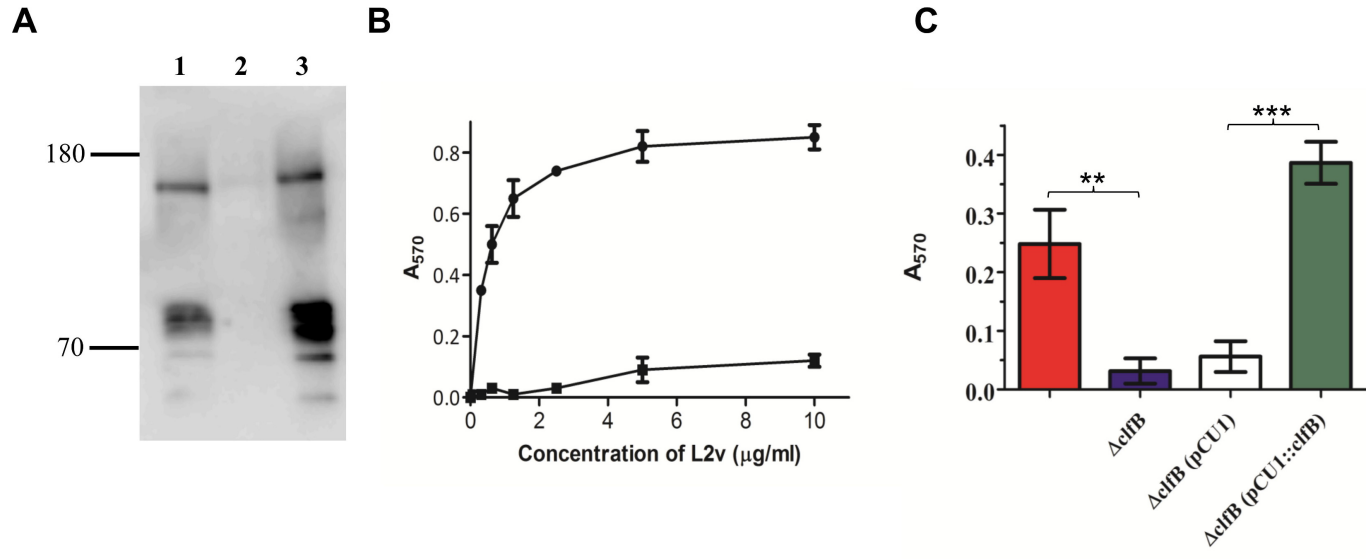 A
1 2 3
180
70
B
A570
0.8
0.6
0.4
0.2
0.0
0 2 4 6 8 10
Concentration of L2v (μg/ml)
C
A570
0.4
0.3
0.2
0.1
0.0
**
***
ΔclfB
ΔclfB (pCU1)
ΔclfB (pCU1::clfB)